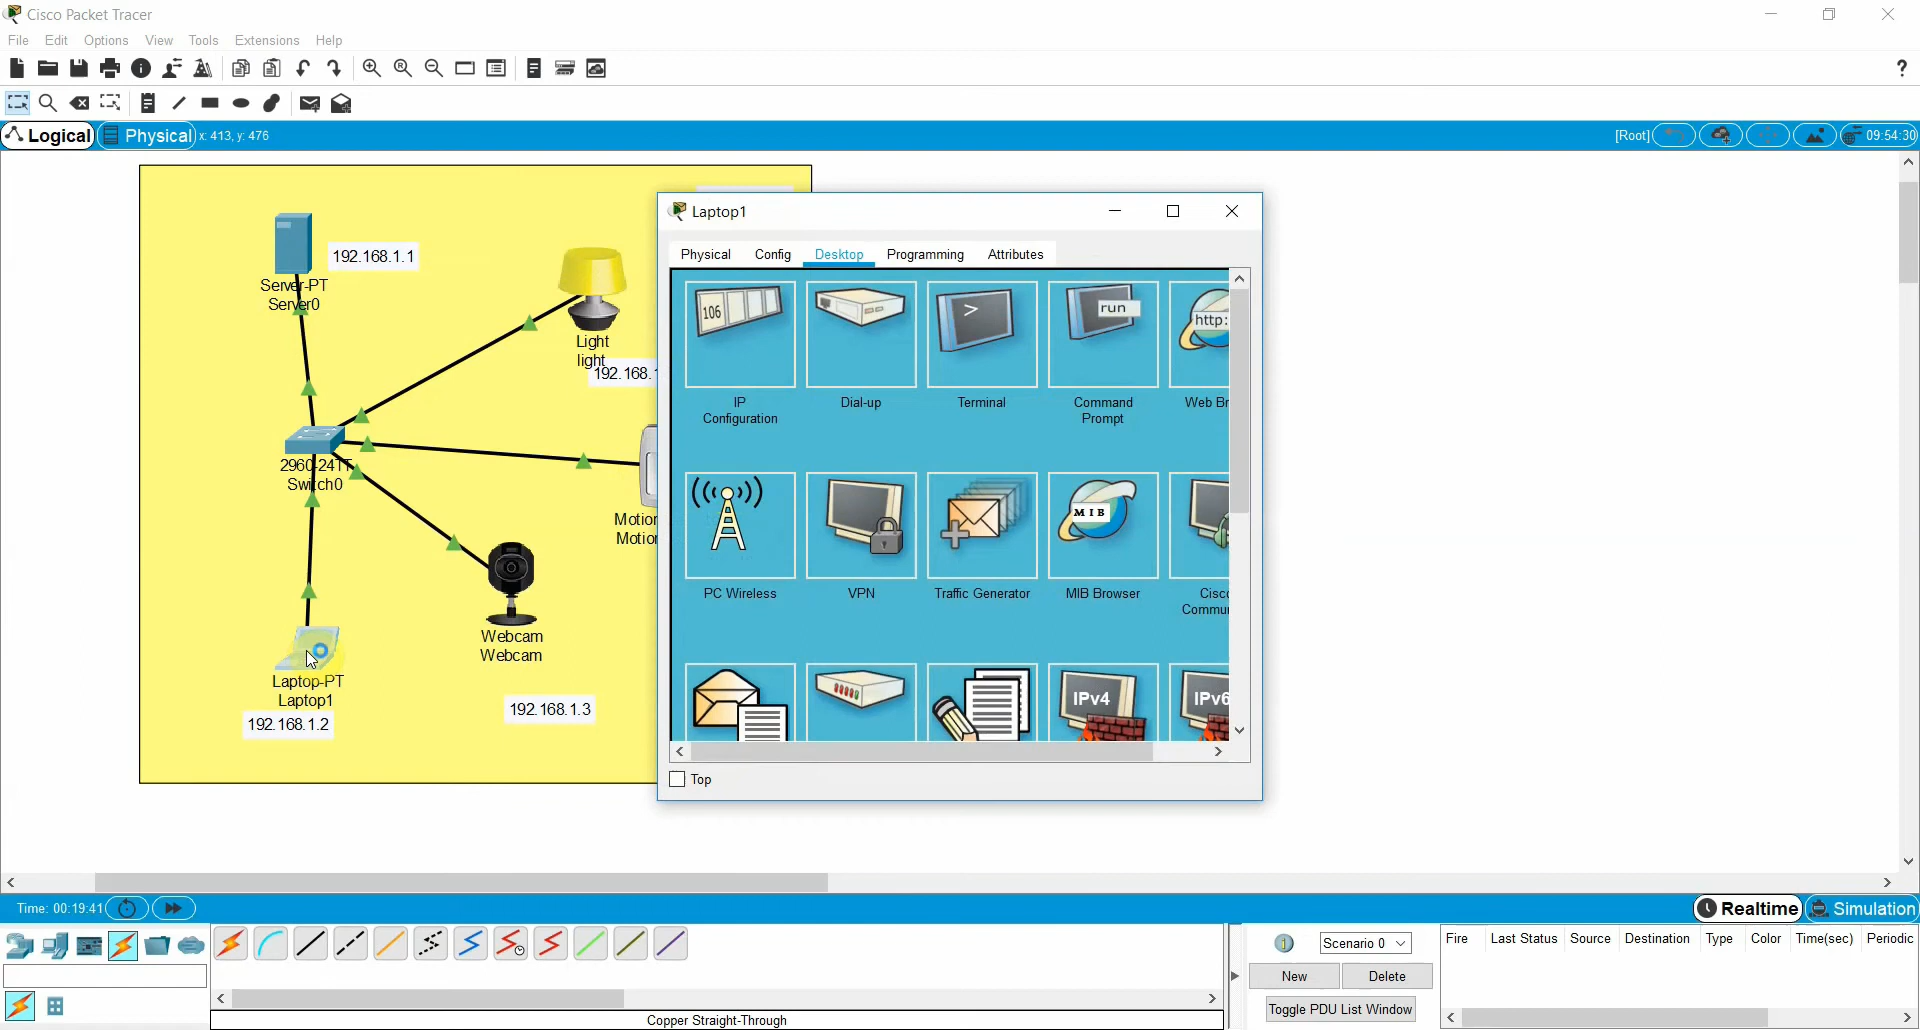 Cisco Packet Tracer
File Edit Options View Tools Extensions Help
?
Logical Physical x: 413, y: 476 [Root] 09:54:30
Laptop1
Physical Config Desktop Programming Attributes
192.168.1.1
Server-PT
Server0
Light
light
192.168.1
2960-24TT
Switch0
Motion
Motion
Webcam
Webcam
Laptop-PT
Laptop1
192.168.1.2
192.168.1.3
106
>
run
http:
IP
Configuration
Dial-up
Terminal
Command
Prompt
Web Br
MIB
PC Wireless
VPN
Traffic Generator
MIB Browser
Cisco
Commu
IPv4
IPv6
Top
Time: 00:19:41
Realtime Simulation
Scenario 0
New Delete
Toggle PDU List Window
Fire Last Status Source Destination Type Color Time(sec) Periodic
Copper Straight-Through